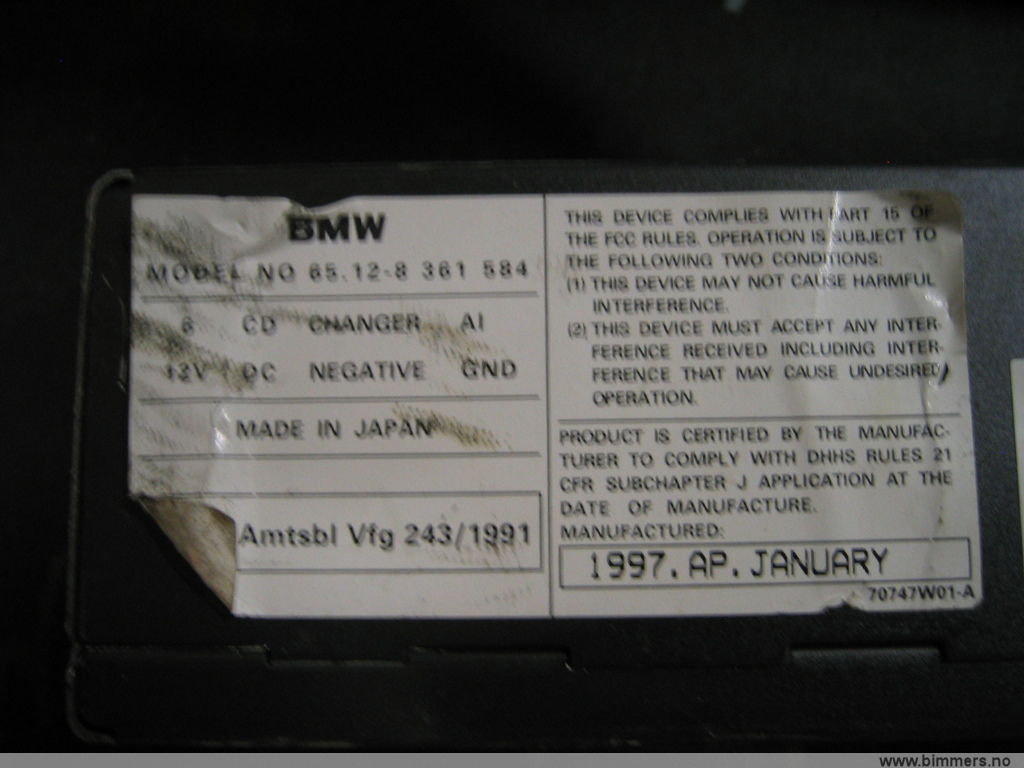 BMW
MODEL NO 65.12-8 361 584
6 CD CHANGER AI
12V DC NEGATIVE GND
MADE IN JAPAN
Amtsbl Vfg 243/1991
THIS DEVICE COMPLIES WITH PART 15 OF
THE FCC RULES. OPERATION IS SUBJECT TO
THE FOLLOWING TWO CONDITIONS:
(1) THIS DEVICE MAY NOT CAUSE HARMFUL
INTERFERENCE.
(2) THIS DEVICE MUST ACCEPT ANY INTER-
FERENCE RECEIVED INCLUDING INTER-
FERENCE THAT MAY CAUSE UNDESIRED
OPERATION.
PRODUCT IS CERTIFIED BY THE MANUFAC-
TURER TO COMPLY WITH DHHS RULES 21
CFR SUBCHAPTER J APPLICATION AT THE
DATE OF MANUFACTURE.
MANUFACTURED:
1997. AP. JANUARY
70747W01-A
www.bimmers.no